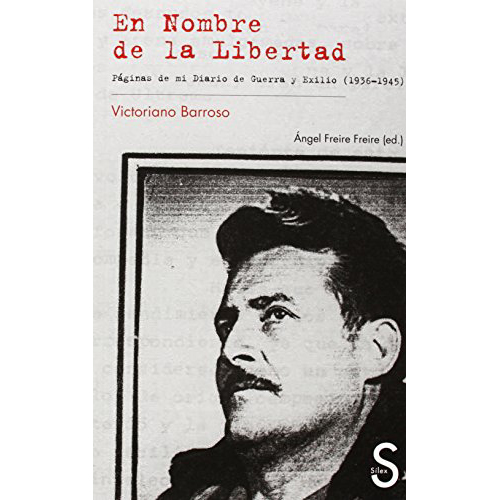 En Nombre
de la Libertad
Páginas de mi Diario de Guerra y Exilio (1936-1945)
Victoriano Barroso
Ángel Freire Freire (ed.)
S
Sílex